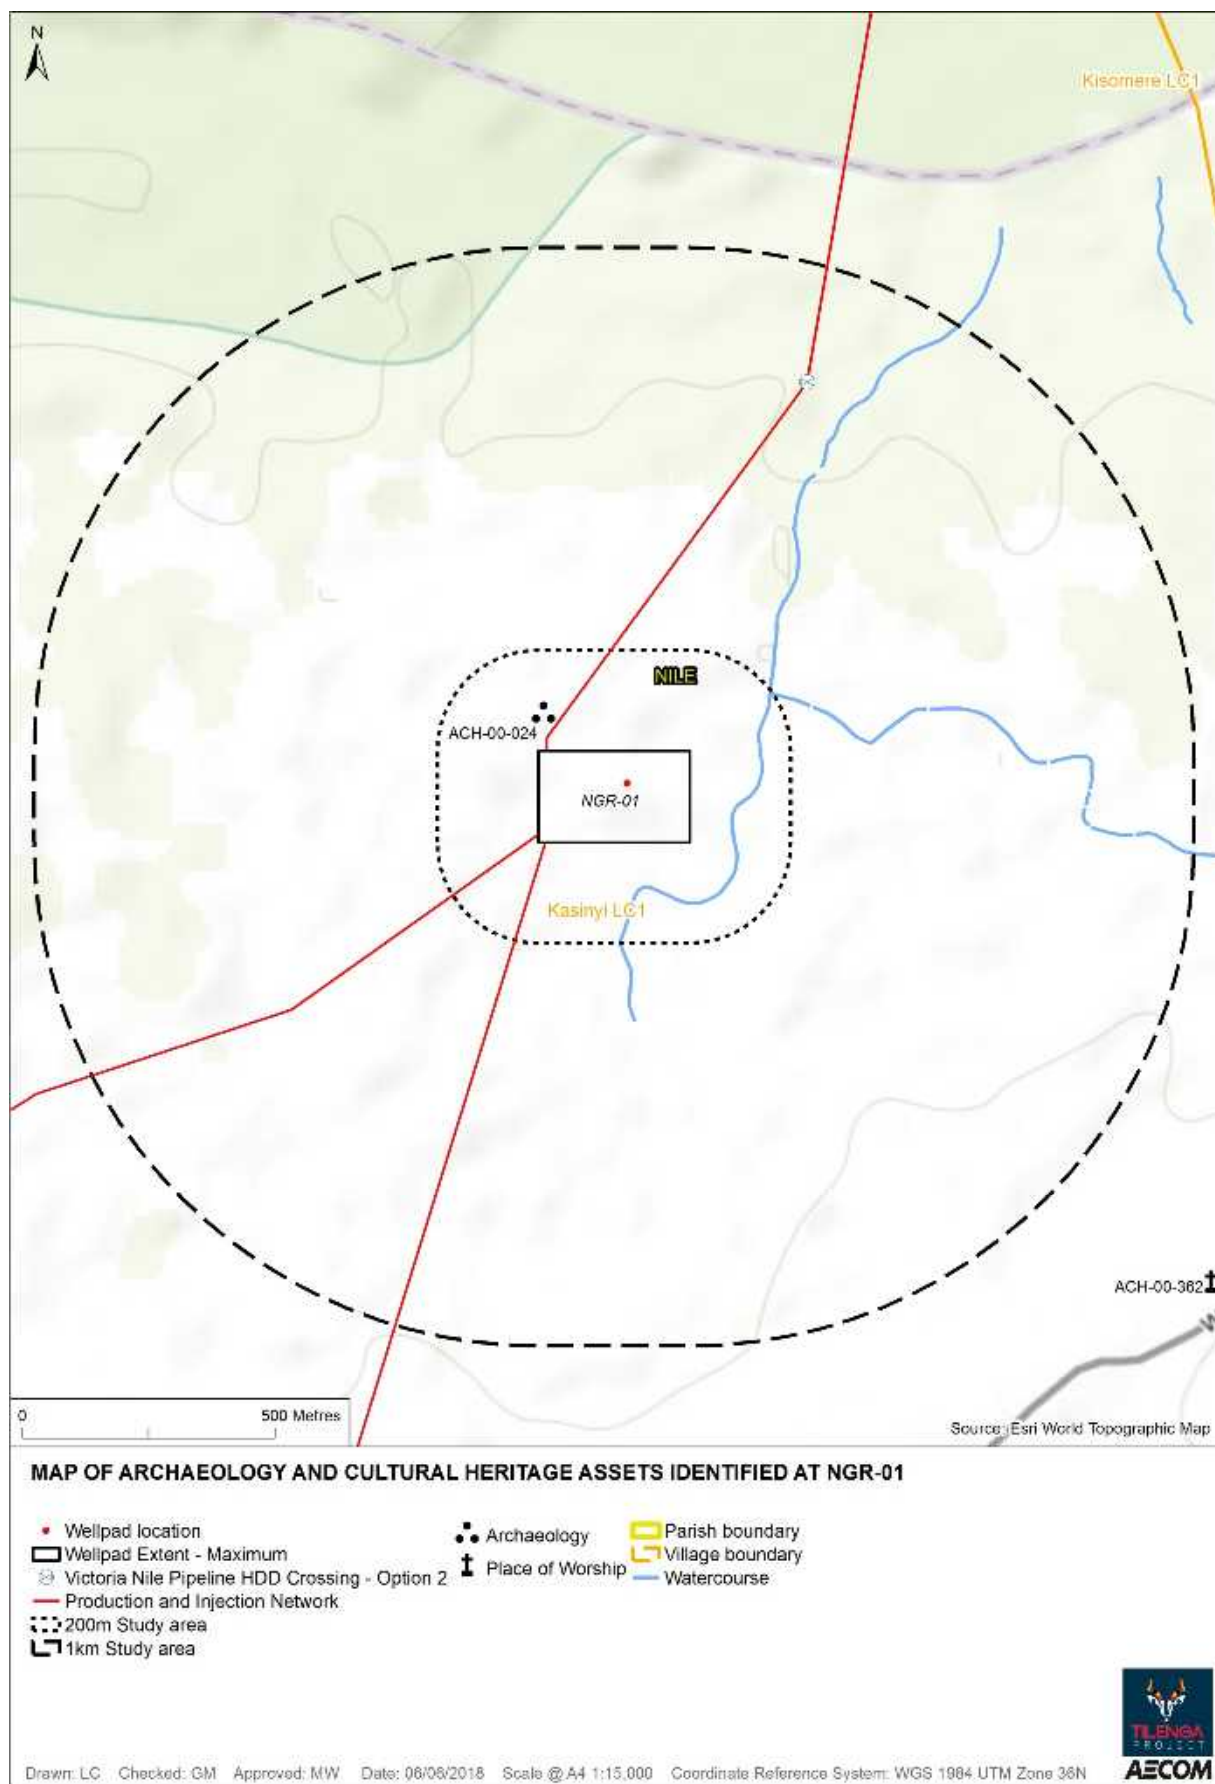 N
Kisomere LC1
NILE
ACH-00-024
NGR-01
Kasinyi LC1
ACH-00-362
0 500 Metres
Source: Esri World Topographic Map
MAP OF ARCHAEOLOGY AND CULTURAL HERITAGE ASSETS IDENTIFIED AT NGR-01
Wellpad location
Wellpad Extent - Maximum
Victoria Nile Pipeline HDD Crossing - Option 2
Production and Injection Network
200m Study area
1km Study area
Archaeology
Place of Worship
Parish boundary
Village boundary
Watercourse
TILENGA
PROJECT
AECOM
Drawn: LC Checked: GM Approved: MW Date: 06/06/2018 Scale @ A4 1:15,000 Coordinate Reference System: WGS 1984 UTM Zone 36N